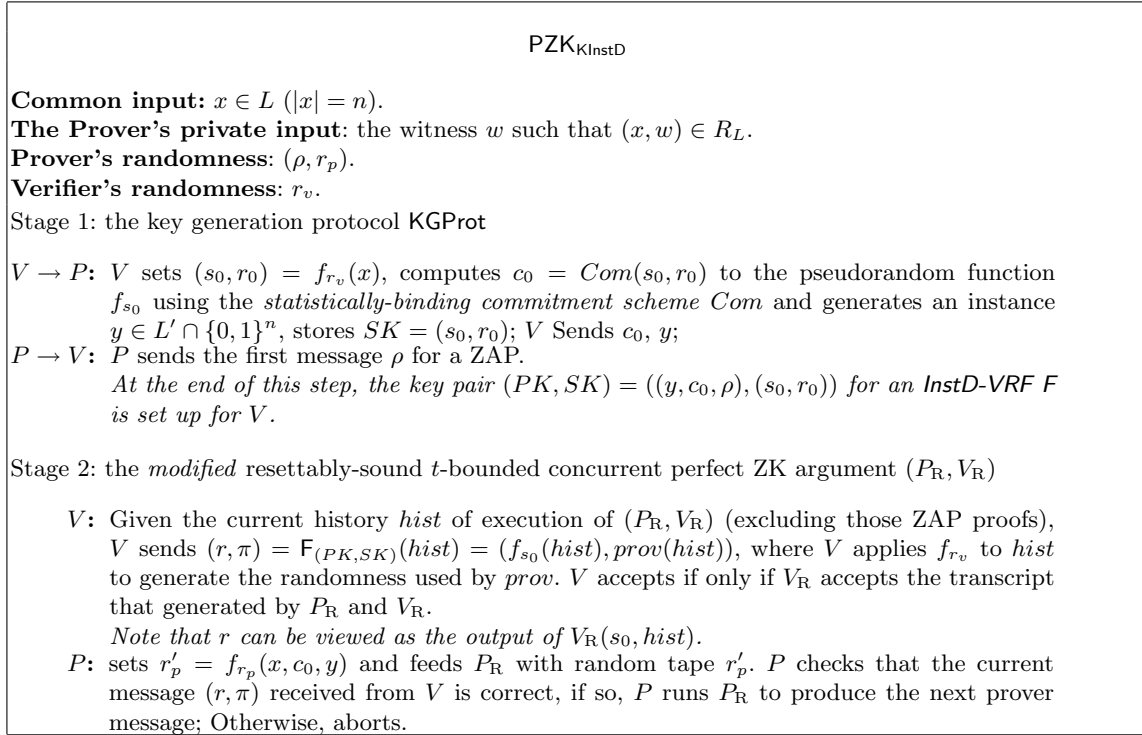 PZK_KInstD
Common input: x ∈ L (|x| = n).
The Prover's private input: the witness w such that (x, w) ∈ R_L.
Prover's randomness: (ρ, r_p).
Verifier's randomness: r_v.
Stage 1: the key generation protocol KGProt
V → P: V sets (s_0, r_0) = f_{r_v}(x), computes c_0 = Com(s_0, r_0) to the pseudorandom function
f_{s_0} using the statistically-binding commitment scheme Com and generates an instance
y ∈ L′ ∩ {0, 1}^n, stores SK = (s_0, r_0); V Sends c_0, y;
P → V: P sends the first message ρ for a ZAP.
At the end of this step, the key pair (PK, SK) = ((y, c_0, ρ), (s_0, r_0)) for an InstD-VRF F
is set up for V.
Stage 2: the modified resettably-sound t-bounded concurrent perfect ZK argument (P_R, V_R)
V: Given the current history hist of execution of (P_R, V_R) (excluding those ZAP proofs),
V sends (r, π) = F_{(PK,SK)}(hist) = (f_{s_0}(hist), prov(hist)), where V applies f_{r_v} to hist
to generate the randomness used by prov. V accepts if only if V_R accepts the transcript
that generated by P_R and V_R.
Note that r can be viewed as the output of V_R(s_0, hist).
P: sets r′_p = f_{r_p}(x, c_0, y) and feeds P_R with random tape r′_p. P checks that the current
message (r, π) received from V is correct, if so, P runs P_R to produce the next prover
message; Otherwise, aborts.